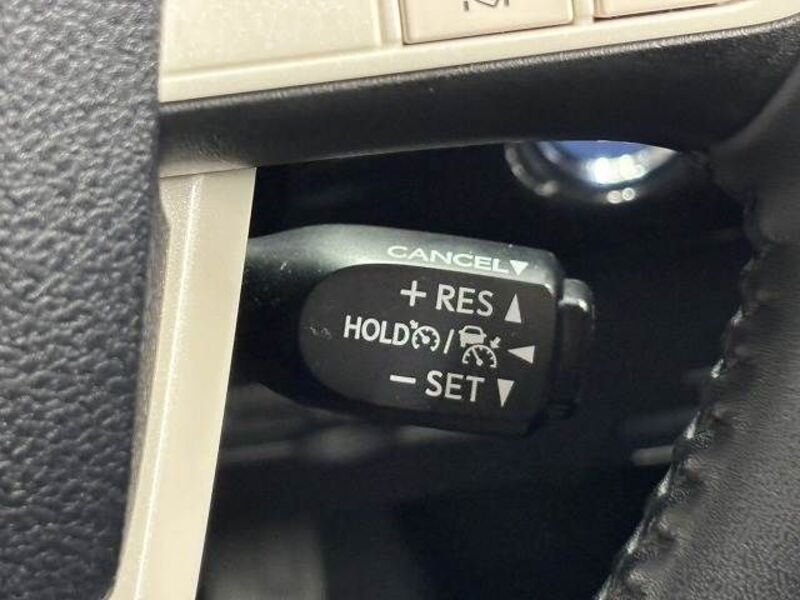 CANCEL▼
+ RES ▲
HOLD / ◀
– SET ▼